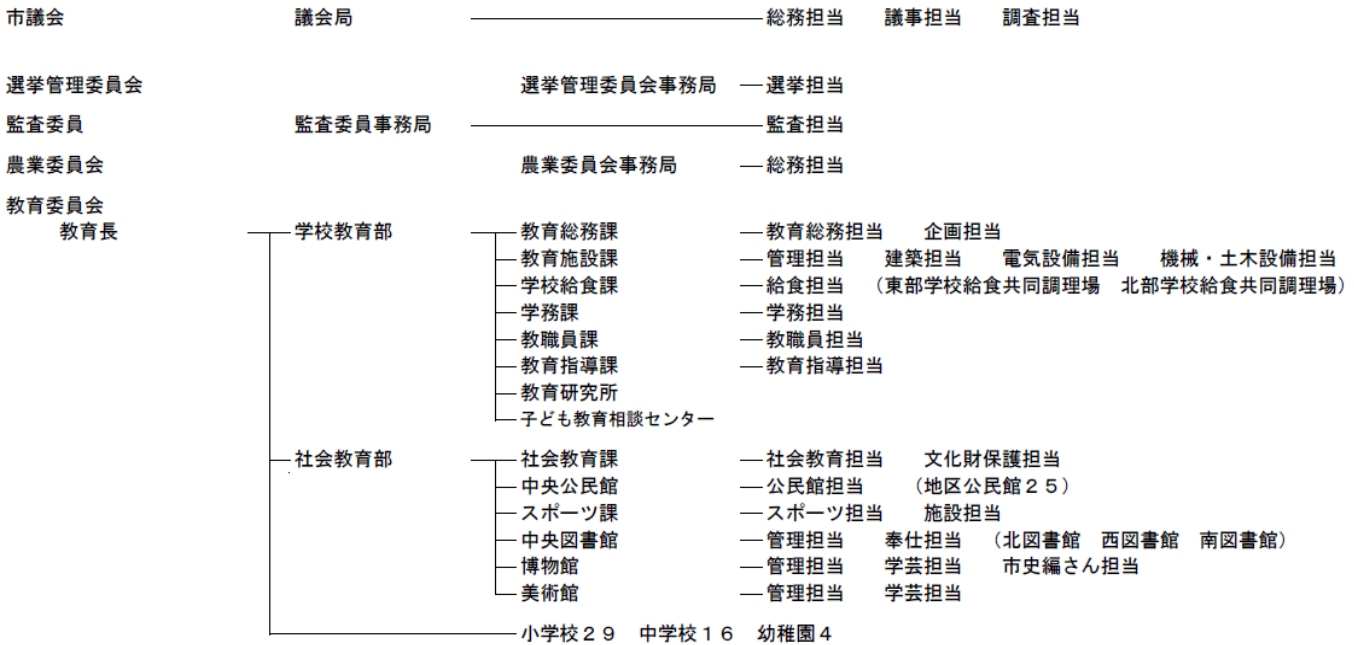 市議会　議会局　総務担当　議事担当　調査担当
選挙管理委員会　選挙管理委員会事務局　選挙担当
監査委員　監査委員事務局　監査担当
農業委員会　農業委員会事務局　総務担当
教育委員会
教育長　学校教育部　教育総務課　教育総務担当　企画担当
教育施設課　管理担当　建築担当　電気設備担当　機械・土木設備担当
学校給食課　給食担当　（東部学校給食共同調理場　北部学校給食共同調理場）
学務課　学務担当
教職員課　教職員担当
教育指導課　教育指導担当
教育研究所
子ども教育相談センター
社会教育部　社会教育課　社会教育担当　文化財保護担当
中央公民館　公民館担当　（地区公民館２５）
スポーツ課　スポーツ担当　施設担当
中央図書館　管理担当　奉仕担当　（北図書館　西図書館　南図書館）
博物館　管理担当　学芸担当　市史編さん担当
美術館　管理担当　学芸担当
小学校２９　中学校１６　幼稚園４